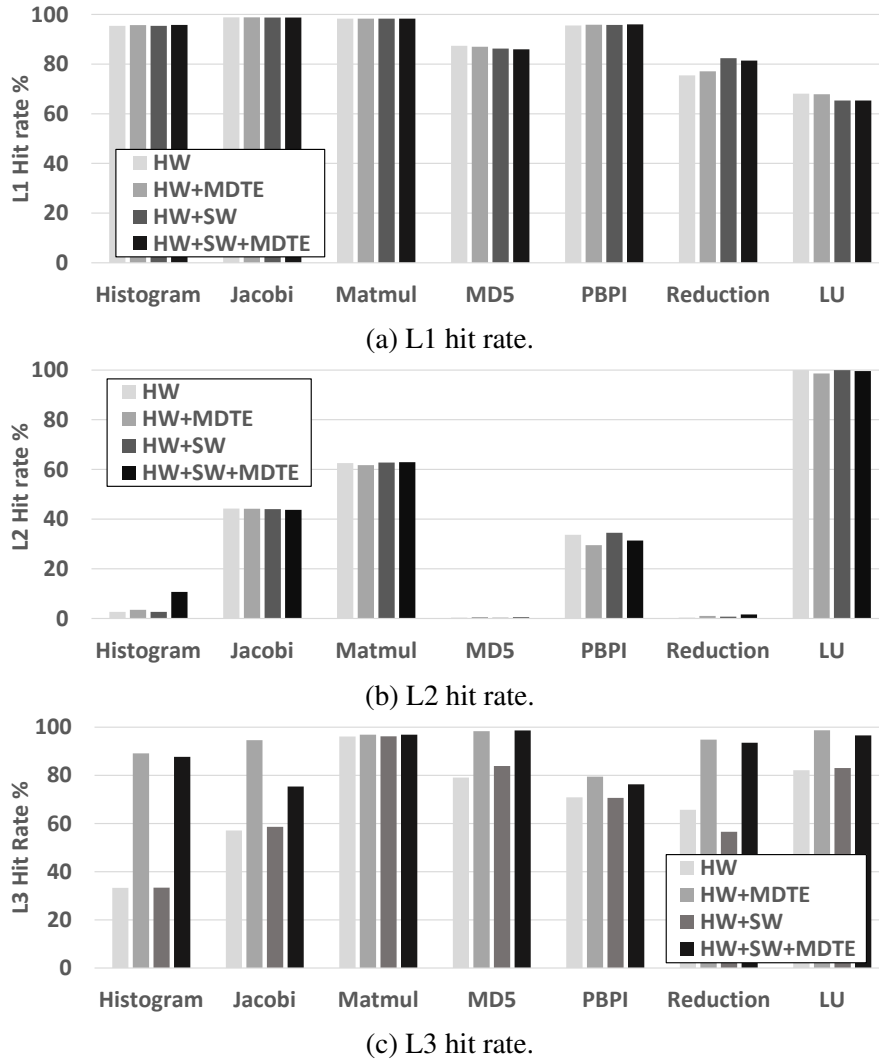 L1 Hit rate %
100
80
60
40
20
0
HW
HW+MDTE
HW+SW
HW+SW+MDTE
Histogram Jacobi Matmul MD5 PBPI Reduction LU
(a) L1 hit rate.
L2 Hit rate %
100
80
60
40
20
0
HW
HW+MDTE
HW+SW
HW+SW+MDTE
Histogram Jacobi Matmul MD5 PBPI Reduction LU
(b) L2 hit rate.
L3 Hit Rate %
100
80
60
40
20
0
HW
HW+MDTE
HW+SW
HW+SW+MDTE
Histogram Jacobi Matmul MD5 PBPI Reduction LU
(c) L3 hit rate.